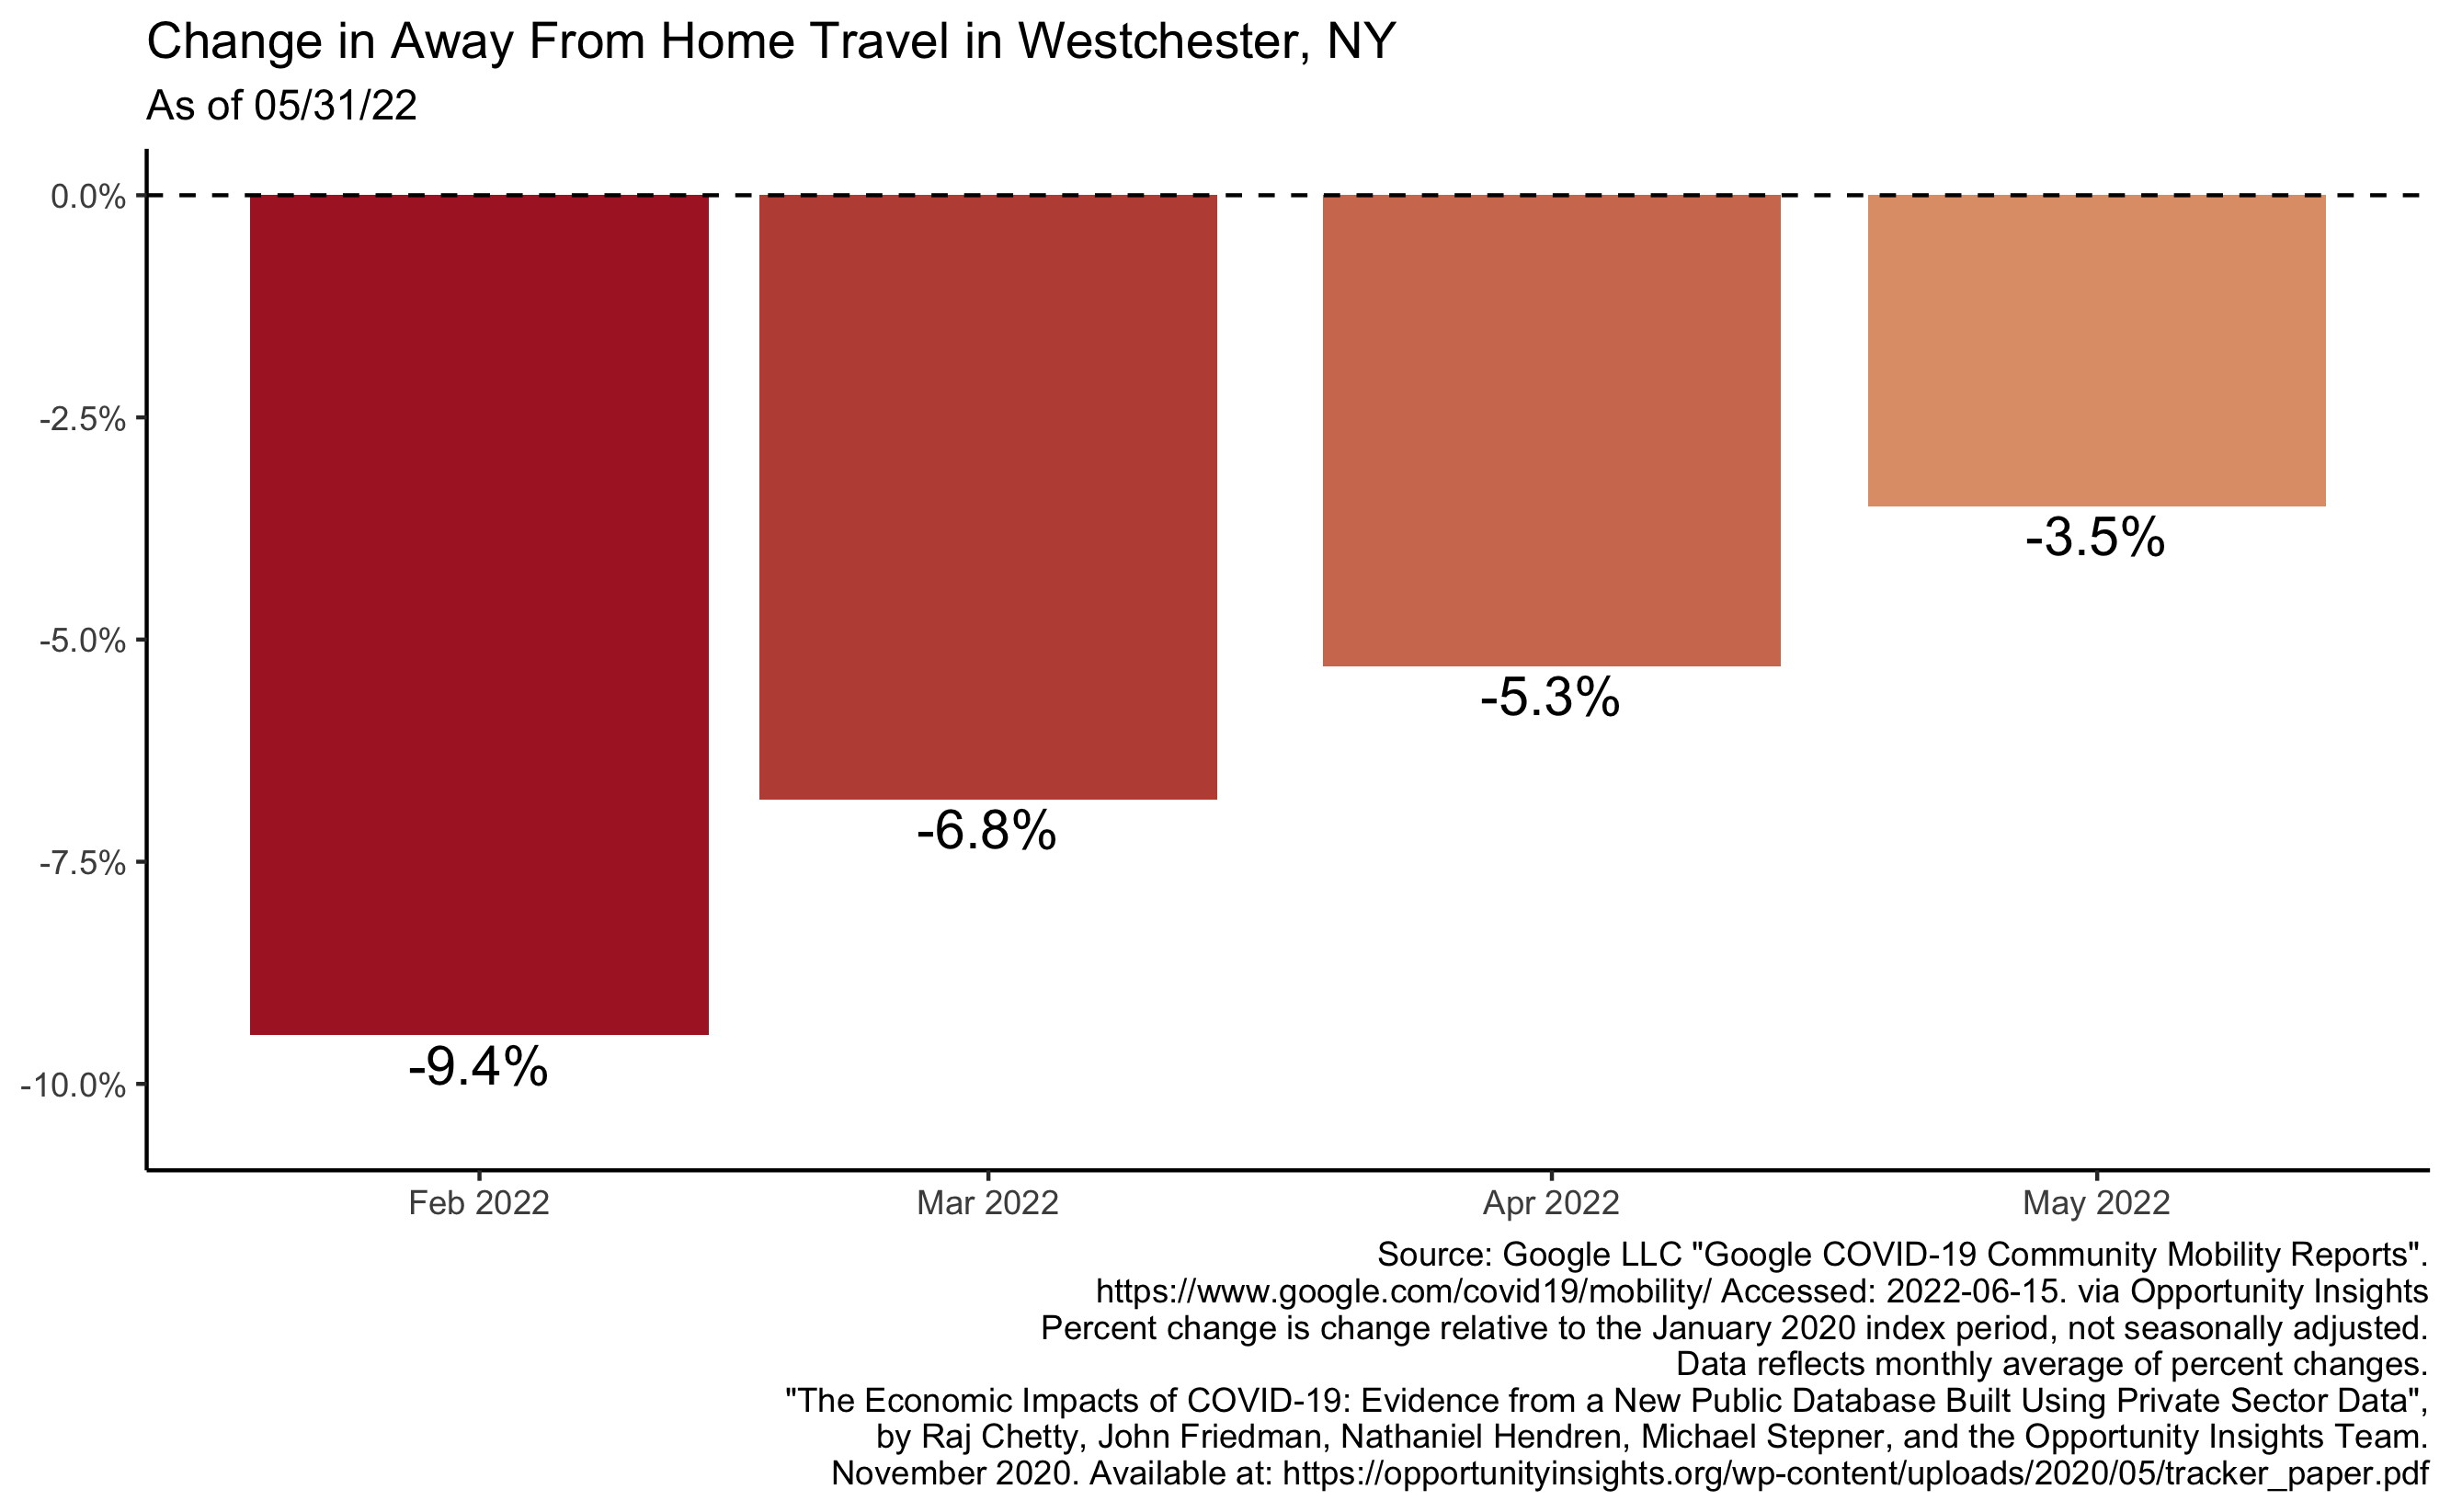 Change in Away From Home Travel in Westchester, NY
As of 05/31/22
0.0%
-2.5%
-5.0%
-7.5%
-10.0%
-9.4%
-6.8%
-5.3%
-3.5%
Feb 2022
Mar 2022
Apr 2022
May 2022
Source: Google LLC "Google COVID-19 Community Mobility Reports".
https://www.google.com/covid19/mobility/ Accessed: 2022-06-15. via Opportunity Insights
Percent change is change relative to the January 2020 index period, not seasonally adjusted.
Data reflects monthly average of percent changes.
"The Economic Impacts of COVID-19: Evidence from a New Public Database Built Using Private Sector Data",
by Raj Chetty, John Friedman, Nathaniel Hendren, Michael Stepner, and the Opportunity Insights Team.
November 2020. Available at: https://opportunityinsights.org/wp-content/uploads/2020/05/tracker_paper.pdf